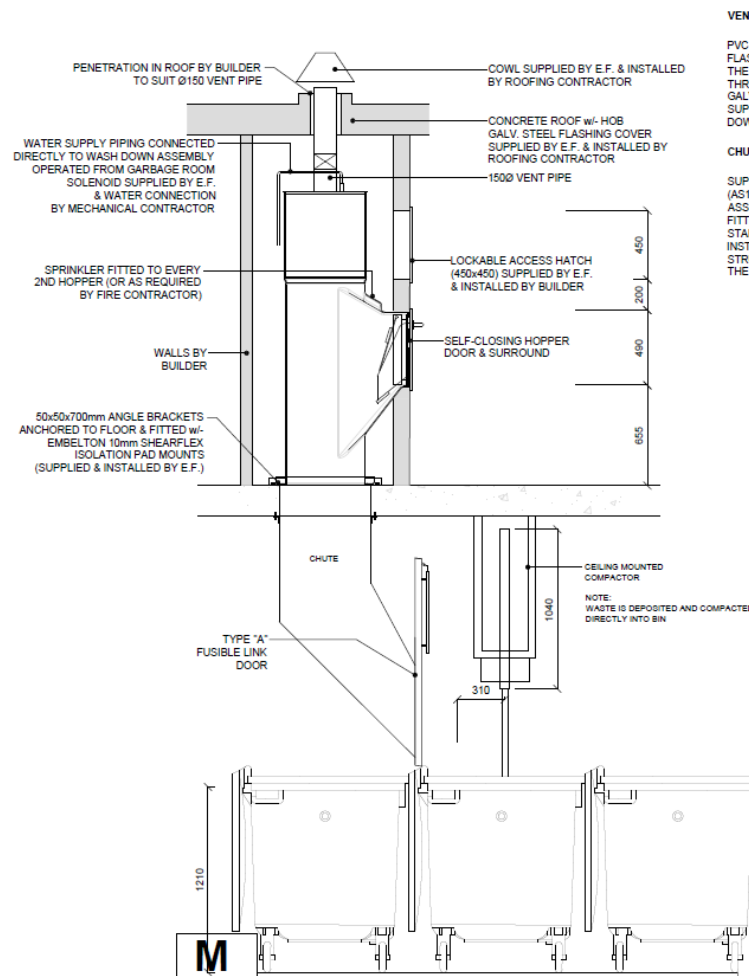 VEN
PENETRATION IN ROOF BY BUILDER
TO SUIT Ø150 VENT PIPE
COWL SUPPLIED BY E.F. & INSTALLED
BY ROOFING CONTRACTOR
PVC
FLAS
THE
THR
GAL
SUP
DOW
CONCRETE ROOF w/- HOB
GALV. STEEL FLASHING COVER
SUPPLIED BY E.F. & INSTALLED BY
ROOFING CONTRACTOR
WATER SUPPLY PIPING CONNECTED
DIRECTLY TO WASH DOWN ASSEMBLY
OPERATED FROM GARBAGE ROOM
SOLENOID SUPPLIED BY E.F.
& WATER CONNECTION
BY MECHANICAL CONTRACTOR
150Ø VENT PIPE
CHU
SUP
(AS1
ASS
FITT
STAI
INST
STR
THE
LOCKABLE ACCESS HATCH
(450x450) SUPPLIED BY E.F.
& INSTALLED BY BUILDER
450
200
490
655
SPRINKLER FITTED TO EVERY
2ND HOPPER (OR AS REQUIRED
BY FIRE CONTRACTOR)
SELF-CLOSING HOPPER
DOOR & SURROUND
WALLS BY
BUILDER
50x50x700mm ANGLE BRACKETS
ANCHORED TO FLOOR & FITTED w/-
EMBELTON 10mm SHEARFLEX
ISOLATION PAD MOUNTS
(SUPPLIED & INSTALLED BY E.F.)
CHUTE
CEILING MOUNTED
COMPACTOR
NOTE:
WASTE IS DEPOSITED AND COMPACTED
DIRECTLY INTO BIN
1040
TYPE "A"
FUSIBLE LINK
DOOR
310
1210
M